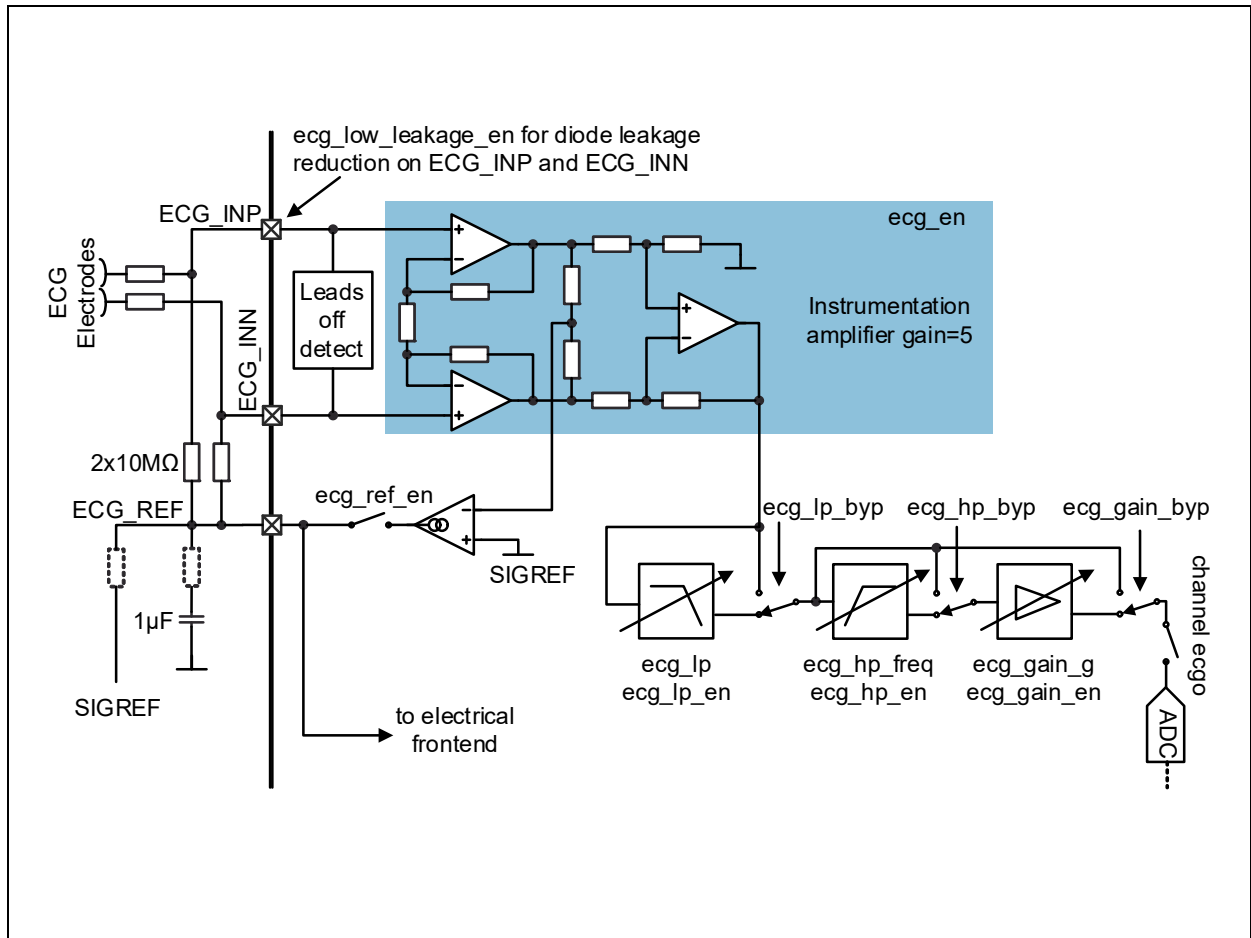 ecg_low_leakage_en for diode leakage
reduction on ECG_INP and ECG_INN
ECG_INP
ecg_en
ECG
Electrodes
Leads
off
detect
+
−
−
+
+
−
Instrumentation
amplifier gain=5
ECG_INN
2x10MΩ
ECG_REF
ecg_ref_en
−
+
SIGREF
1µF
SIGREF
to electrical
frontend
ecg_lp_byp
ecg_hp_byp
ecg_gain_byp
ecg_lp
ecg_lp_en
ecg_hp_freq
ecg_hp_en
ecg_gain_g
ecg_gain_en
channel ecgo
ADC